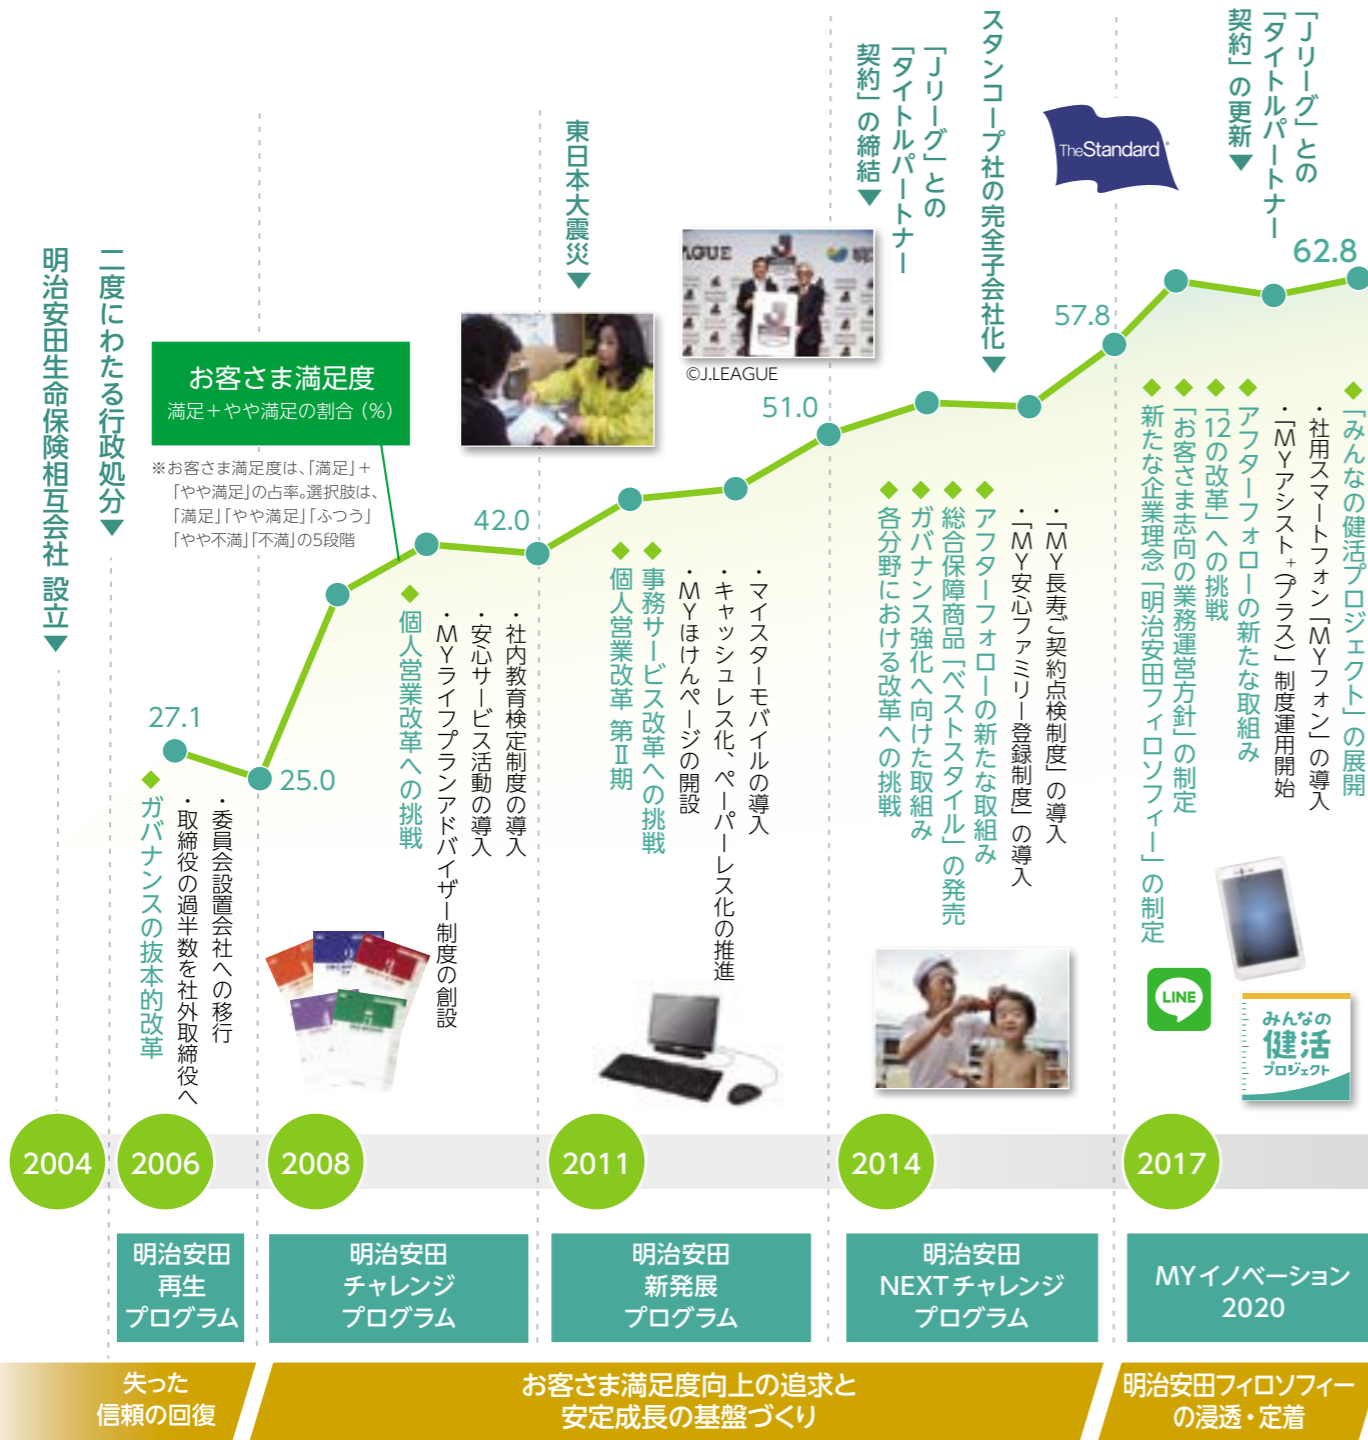 明治安田生命保険相互会社 設立▼
二度にわたる行政処分▼
東日本大震災▼
「Jリーグ」との
「タイトルパートナー
契約」の締結▼
スタンコープ社の完全子会社化▼
TheStandard
「Jリーグ」との
「タイトルパートナー
契約」の更新▼
©J.LEAGUE
お客さま満足度
満足+やや満足の割合(%)
※お客さま満足度は、「満足」+
「やや満足」の占率。選択肢は、
「満足」「やや満足」「ふつう」
「やや不満」「不満」の5段階
27.1
25.0
42.0
51.0
57.8
62.8
◆ガバナンスの抜本的改革
・委員会設置会社への移行
・取締役の過半数を社外取締役へ
◆個人営業改革への挑戦
・社内教育検定制度の導入
・安心サービス活動の導入
・MYライフプランアドバイザー制度の創設
◆事務サービス改革への挑戦
◆個人営業改革 第Ⅱ期
・マイスターモバイルの導入
・キャッシュレス化、ペーパーレス化の推進
・MYほけんページの開設
◆アフターフォローの新たな取組み
・「MY長寿ご契約点検制度」の導入
・「MY安心ファミリー登録制度」の導入
◆総合保障商品「ベストスタイル」の発売
◆ガバナンス強化へ向けた取組み
◆各分野における改革への挑戦
◆「みんなの健活プロジェクト」の展開
・社用スマートフォン「MYフォン」の導入
・「MYアシスト+(プラス)」制度運用開始
◆アフターフォローの新たな取組み
◆「12の改革」への挑戦
◆「お客さま志向の業務運営方針」の制定
◆新たな企業理念「明治安田フィロソフィー」の制定
LINE
みんなの
健活
プロジェクト
2004
2006
2008
2011
2014
2017
明治安田
再生
プログラム
明治安田
チャレンジ
プログラム
明治安田
新発展
プログラム
明治安田
NEXTチャレンジ
プログラム
MYイノベーション
2020
失った
信頼の回復
お客さま満足度向上の追求と
安定成長の基盤づくり
明治安田フィロソフィー
の浸透・定着